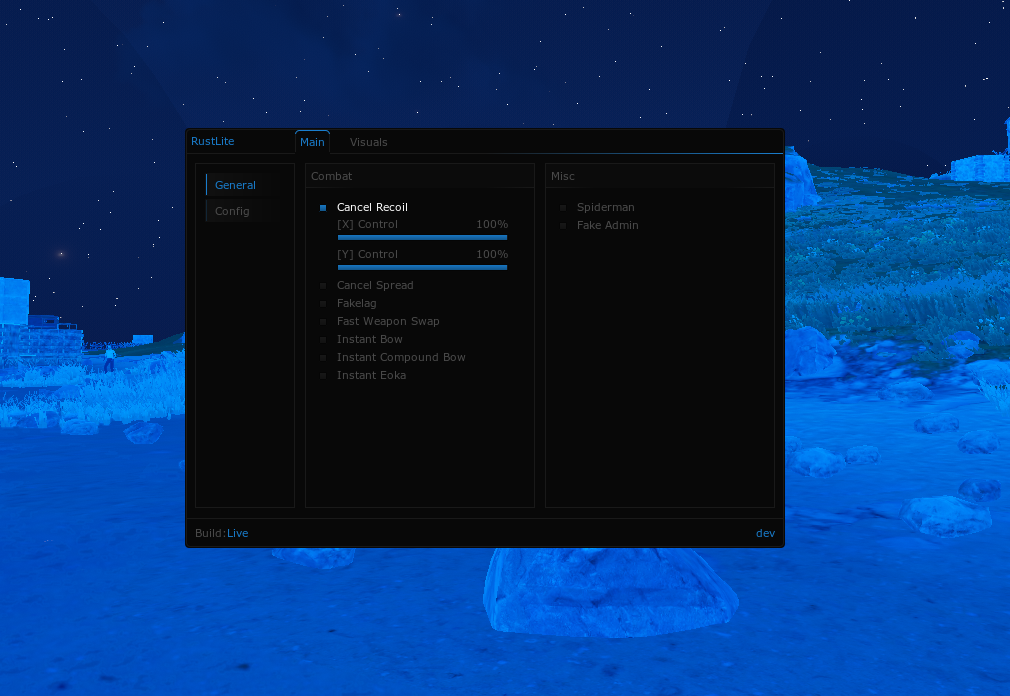 RustLite Main Visuals
General
Config
Combat
Cancel Recoil
[X] Control 100%
[Y] Control 100%
Cancel Spread
Fakelag
Fast Weapon Swap
Instant Bow
Instant Compound Bow
Instant Eoka
Misc
Spiderman
Fake Admin
Build:Live dev